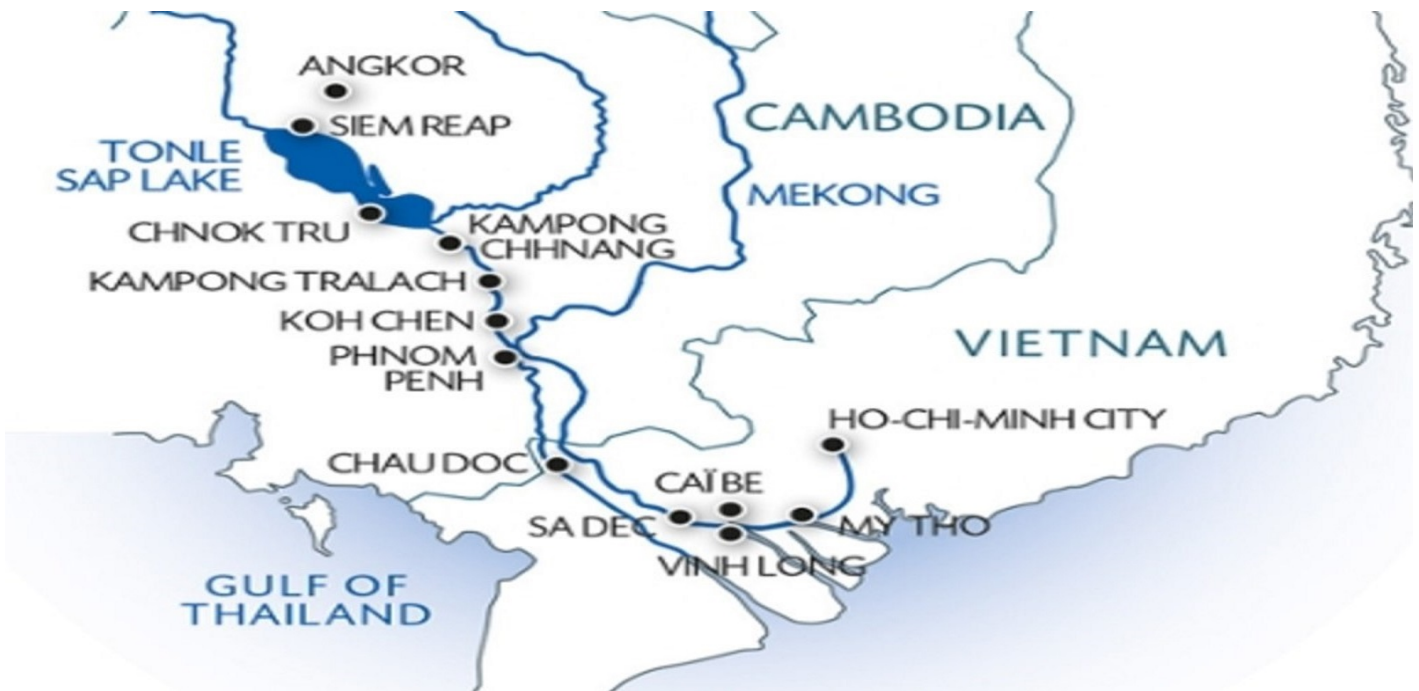 ANGKOR
SIEM REAP
CAMBODIA
TONLE
SAP LAKE
MEKONG
CHNOK TRU
KAMPONG
CHHNANG
KAMPONG TRALACH
KOH CHEN
PHNOM
PENH
VIETNAM
HO-CHI-MINH CITY
CHAU DOC
CAÏ BE
SA DEC
MY THO
VINH LONG
GULF OF
THAILAND